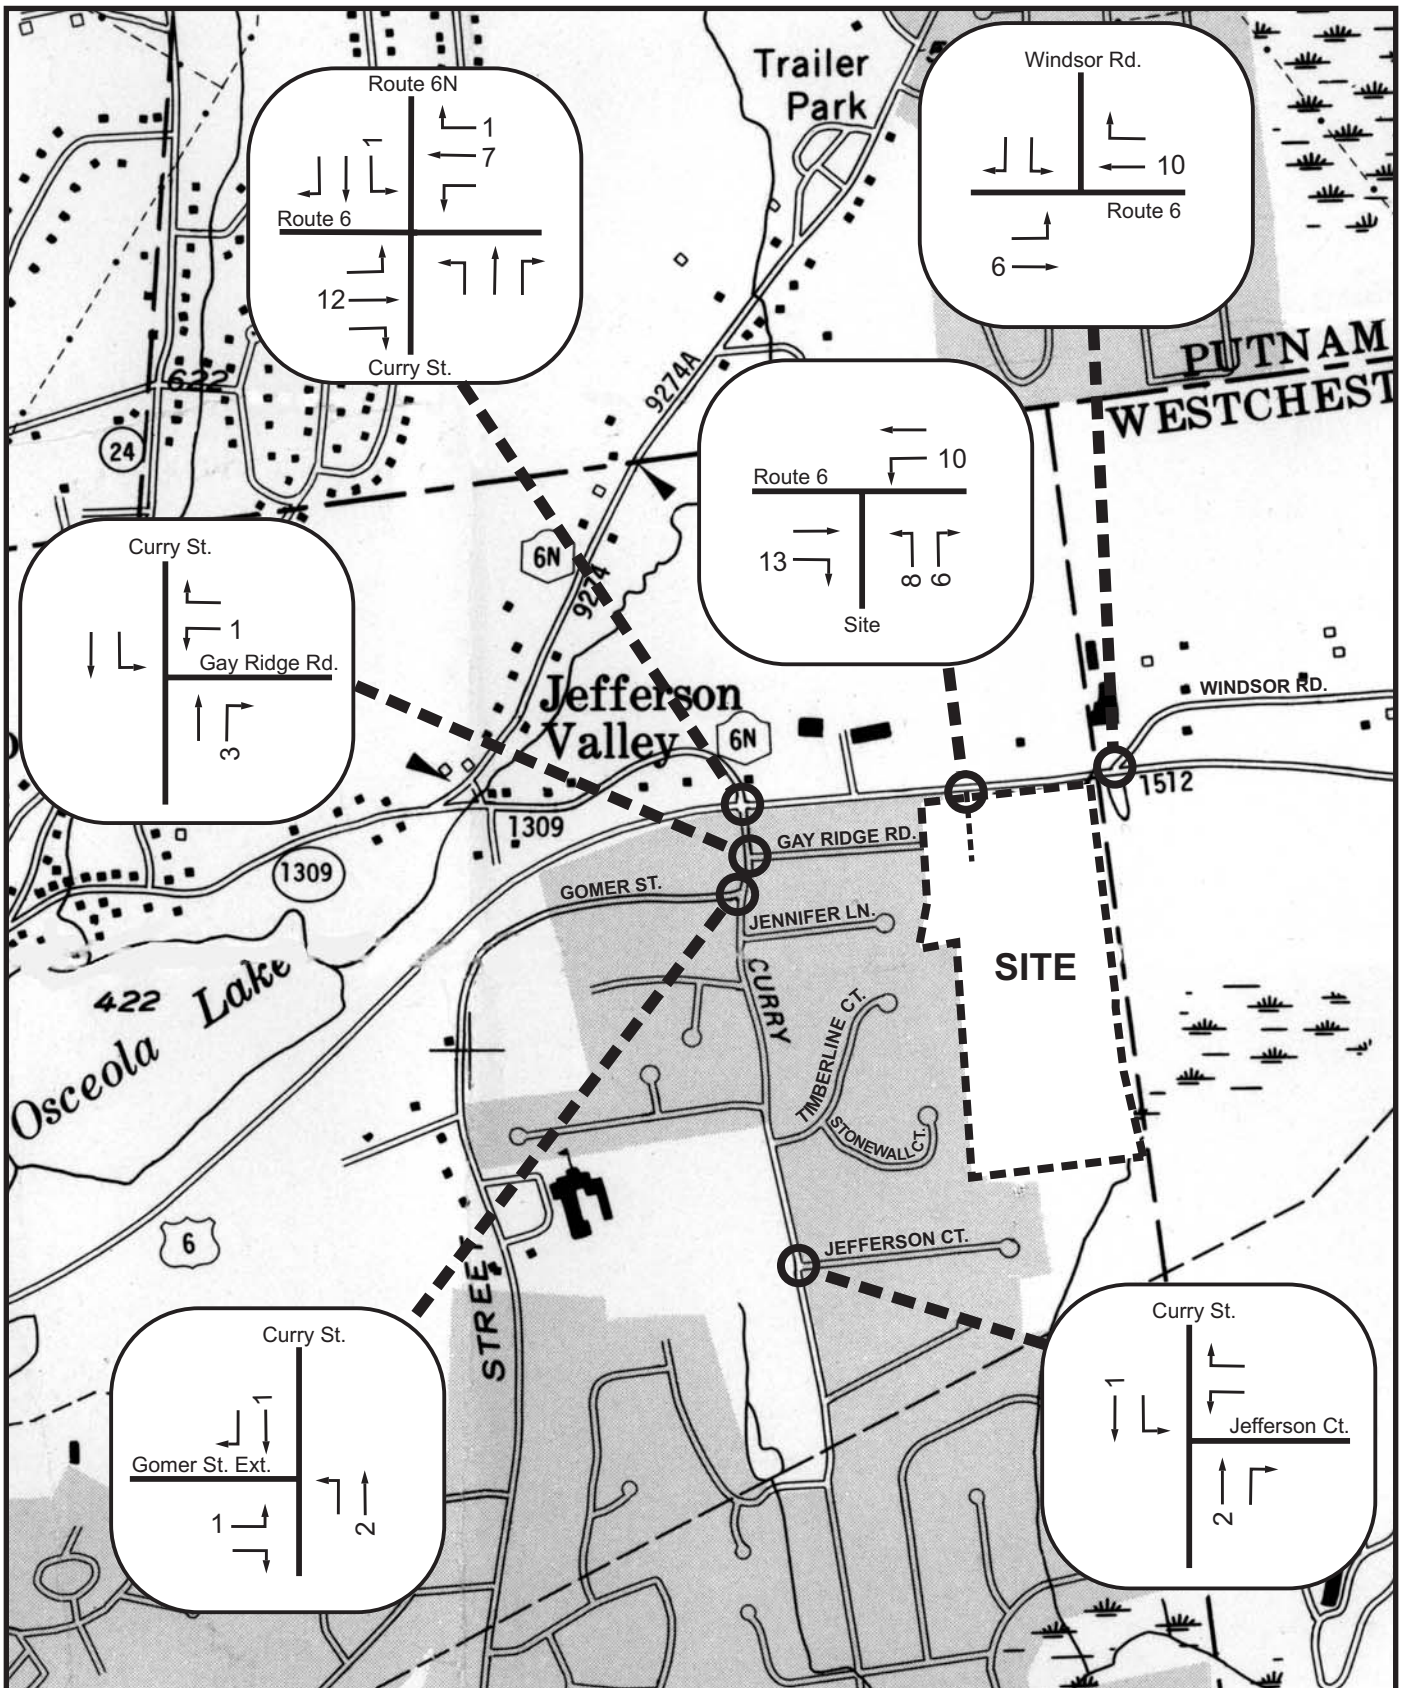 Trailer
Park
Windsor Rd.
10
Route 6
6
Route 6N
1
1
7
Route 6
12
Curry St.
PUTNAM
WESTCHEST
9274A
622
24
Route 6
10
13
8
6
Site
6N
9274
Curry St.
1
Gay Ridge Rd.
3
Jefferson
Valley
6N
WINDSOR RD.
1512
1309
1309
GAY RIDGE RD.
GOMER ST.
JENNIFER LN.
SITE
CURRY
422
Osceola Lake
TIMBERLINE CT.
STONEWALL CT.
6
STREET
JEFFERSON CT.
Curry St.
1
Gomer St. Ext.
1
2
Curry St.
1
Jefferson Ct.
2